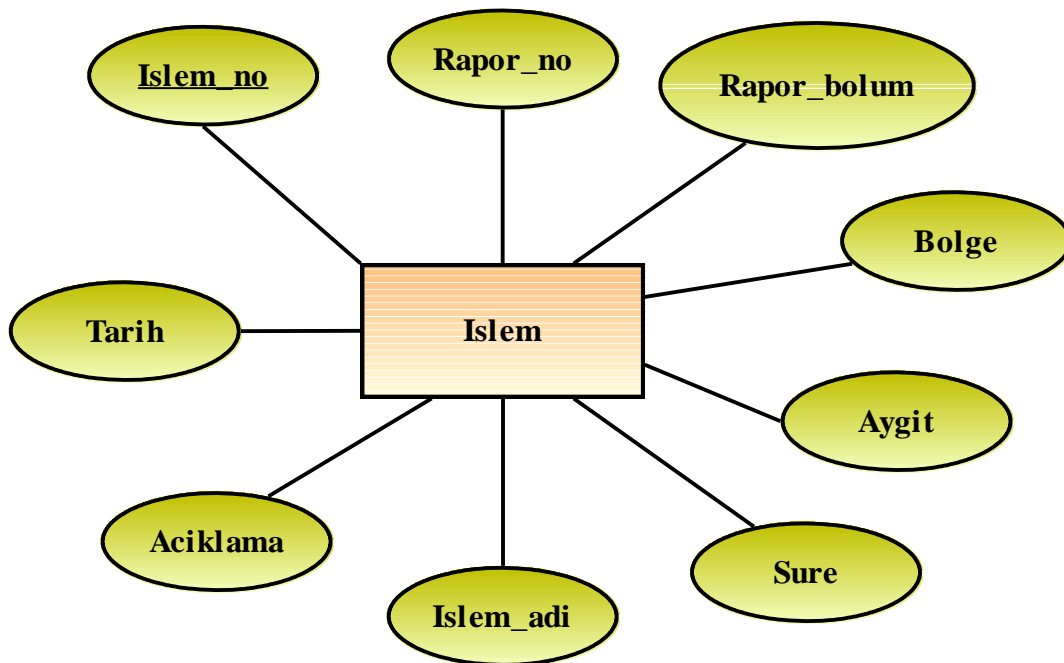 Islem_no
Rapor_no
Rapor_bolum
Bolge
Tarih
Islem
Aygit
Aciklama
Sure
Islem_adi